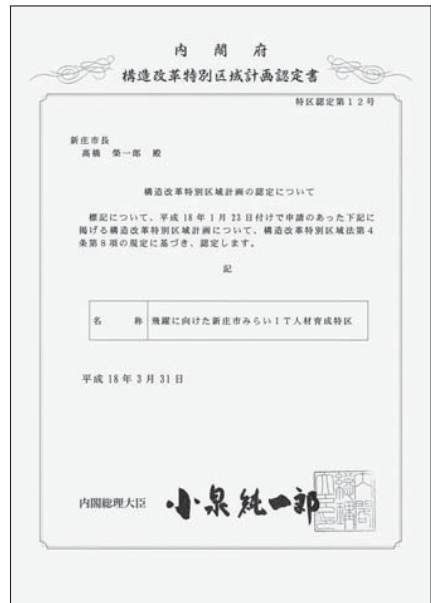 内閣府
構造改革特別区域計画認定書
特区認定第12号
新庄市長
高橋 榮一郎 殿
構造改革特別区域計画の認定について
標記について、平成18年1月23日付けで申請のあった下記に
掲げる構造改革特別区域計画について、構造改革特別区域法第4
条第8項の規定に基づき、認定します。
記
名 称 飛躍に向けた新庄市みらいIT人材育成特区
平成18年3月31日
内閣総理大臣 小泉純一郎